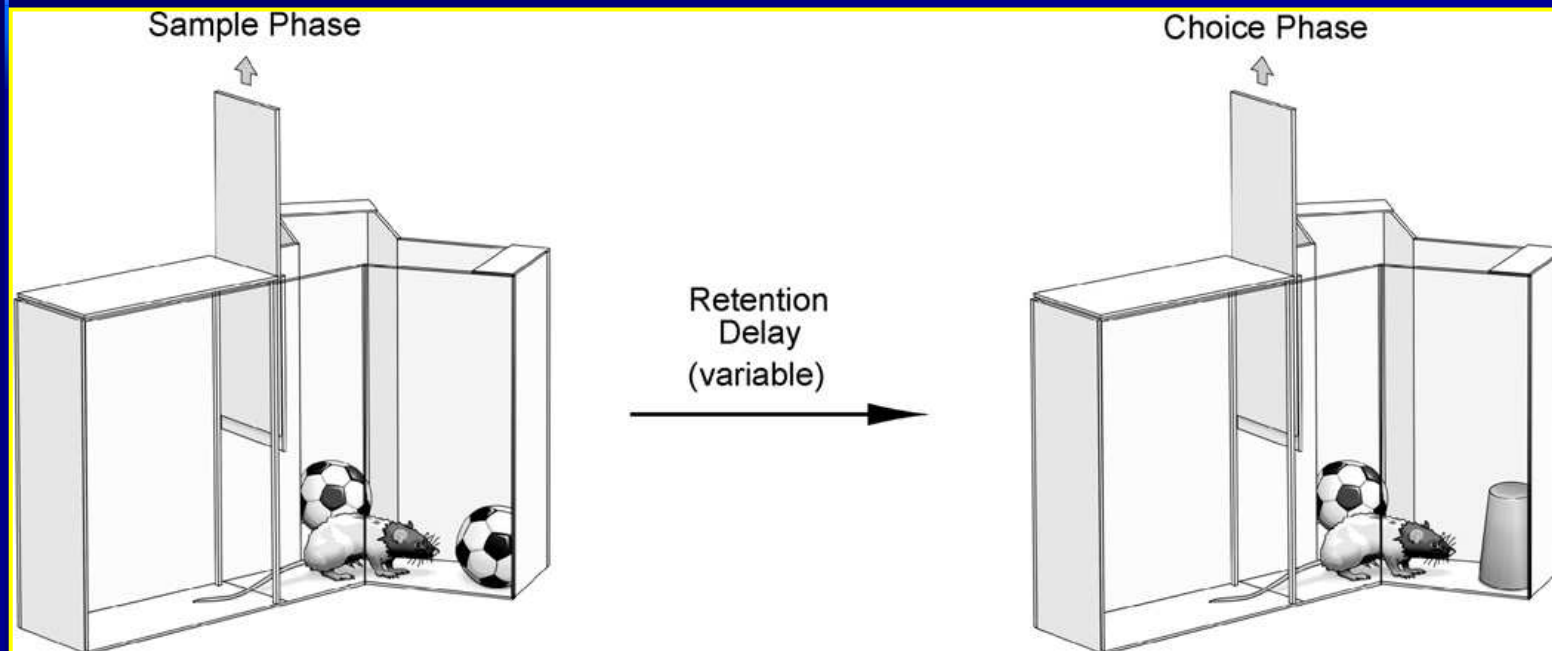 Sample Phase
Retention
Delay
(variable)
Choice Phase